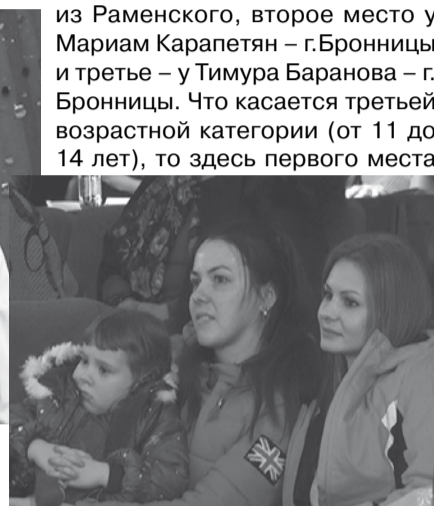 из Раменского, второе место у
Мариам Карапетян – г.Бронницы
и третье – у Тимура Баранова – г.
Бронницы. Что касается третьей
возрастной категории (от 11 до
14 лет), то здесь первого места